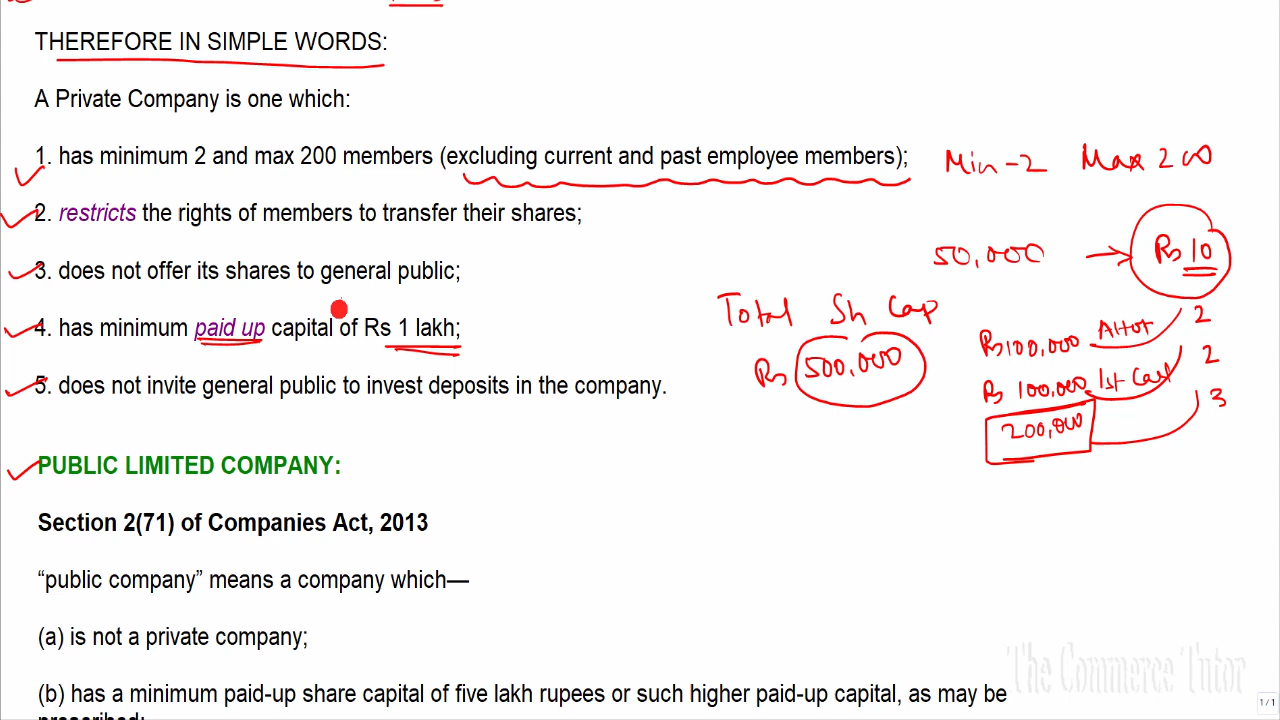 THEREFORE IN SIMPLE WORDS:
A Private Company is one which:
1. has minimum 2 and max 200 members (excluding current and past employee members);
Min - 2 Max 200
2. restricts the rights of members to transfer their shares;
50,000 → Rs 10
3. does not offer its shares to general public;
Total Sh Cap
Rs 500,000
Rs 100,000 Allot 2
Rs 100,000 1st Call 2
200,000 3
4. has minimum paid up capital of Rs 1 lakh;
5. does not invite general public to invest deposits in the company.
PUBLIC LIMITED COMPANY:
Section 2(71) of Companies Act, 2013
“public company” means a company which—
(a) is not a private company;
(b) has a minimum paid-up share capital of five lakh rupees or such higher paid-up capital, as may be
prescribed:
The Commerce Tutor
1 / 1